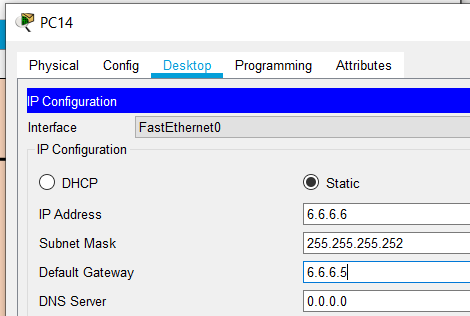 PC14
Physical Config Desktop Programming Attributes
IP Configuration
Interface FastEthernet0
IP Configuration
DHCP Static
IP Address 6.6.6.6
Subnet Mask 255.255.255.252
Default Gateway 6.6.6.5
DNS Server 0.0.0.0